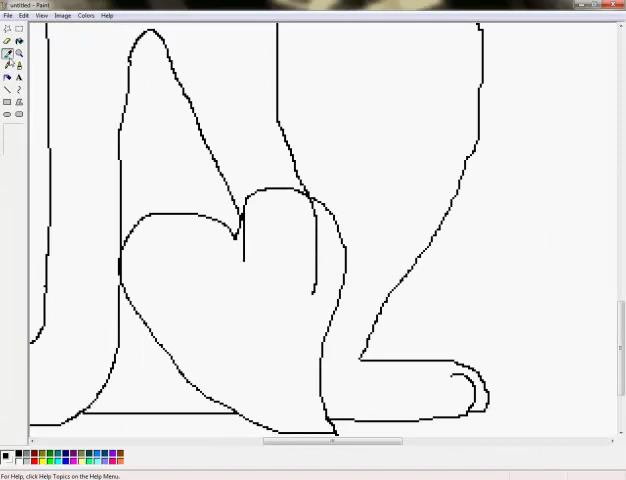 untitled - Paint
File Edit View Image Colors Help
A
For Help, click Help Topics on the Help Menu.